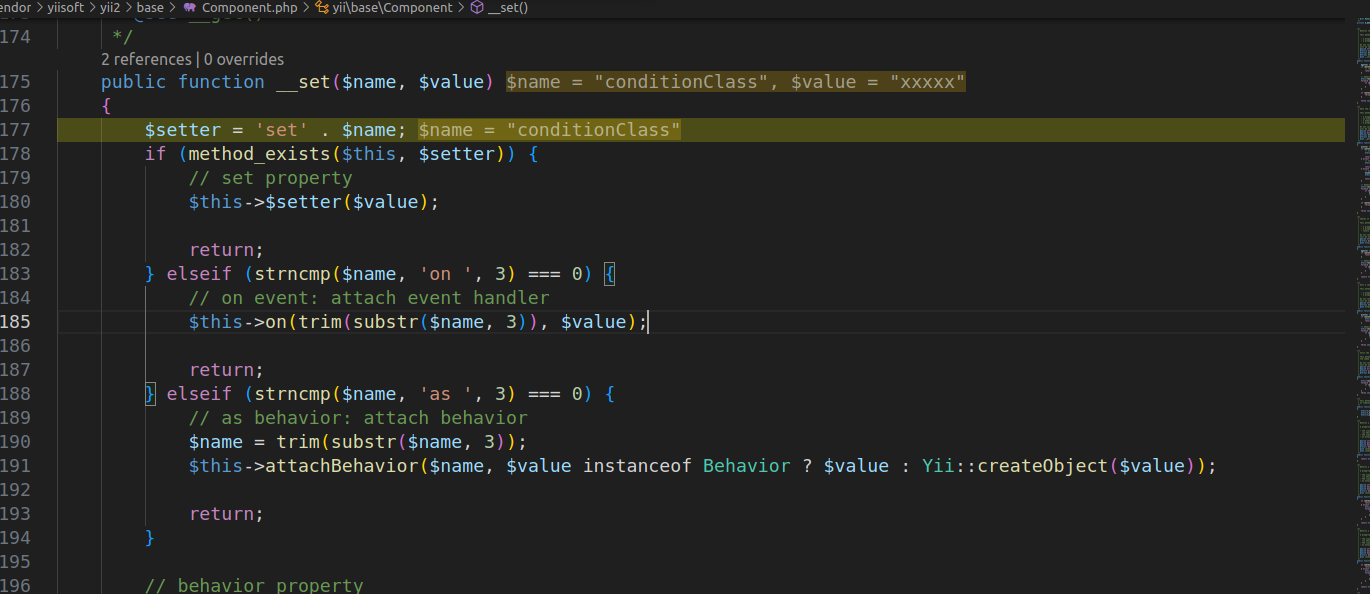 endor > yiisoft > yii2 > base > Component.php > yii\base\Component > __set()
174 */
2 references | 0 overrides
175 public function __set($name, $value) $name = "conditionClass", $value = "xxxxx"
176 {
177 $setter = 'set' . $name; $name = "conditionClass"
178 if (method_exists($this, $setter)) {
179 // set property
180 $this->$setter($value);
181
182 return;
183 } elseif (strncmp($name, 'on ', 3) === 0) {
184 // on event: attach event handler
185 $this->on(trim(substr($name, 3)), $value);
186
187 return;
188 } elseif (strncmp($name, 'as ', 3) === 0) {
189 // as behavior: attach behavior
190 $name = trim(substr($name, 3));
191 $this->attachBehavior($name, $value instanceof Behavior ? $value : Yii::createObject($value));
192
193 return;
194 }
195
196 // behavior property